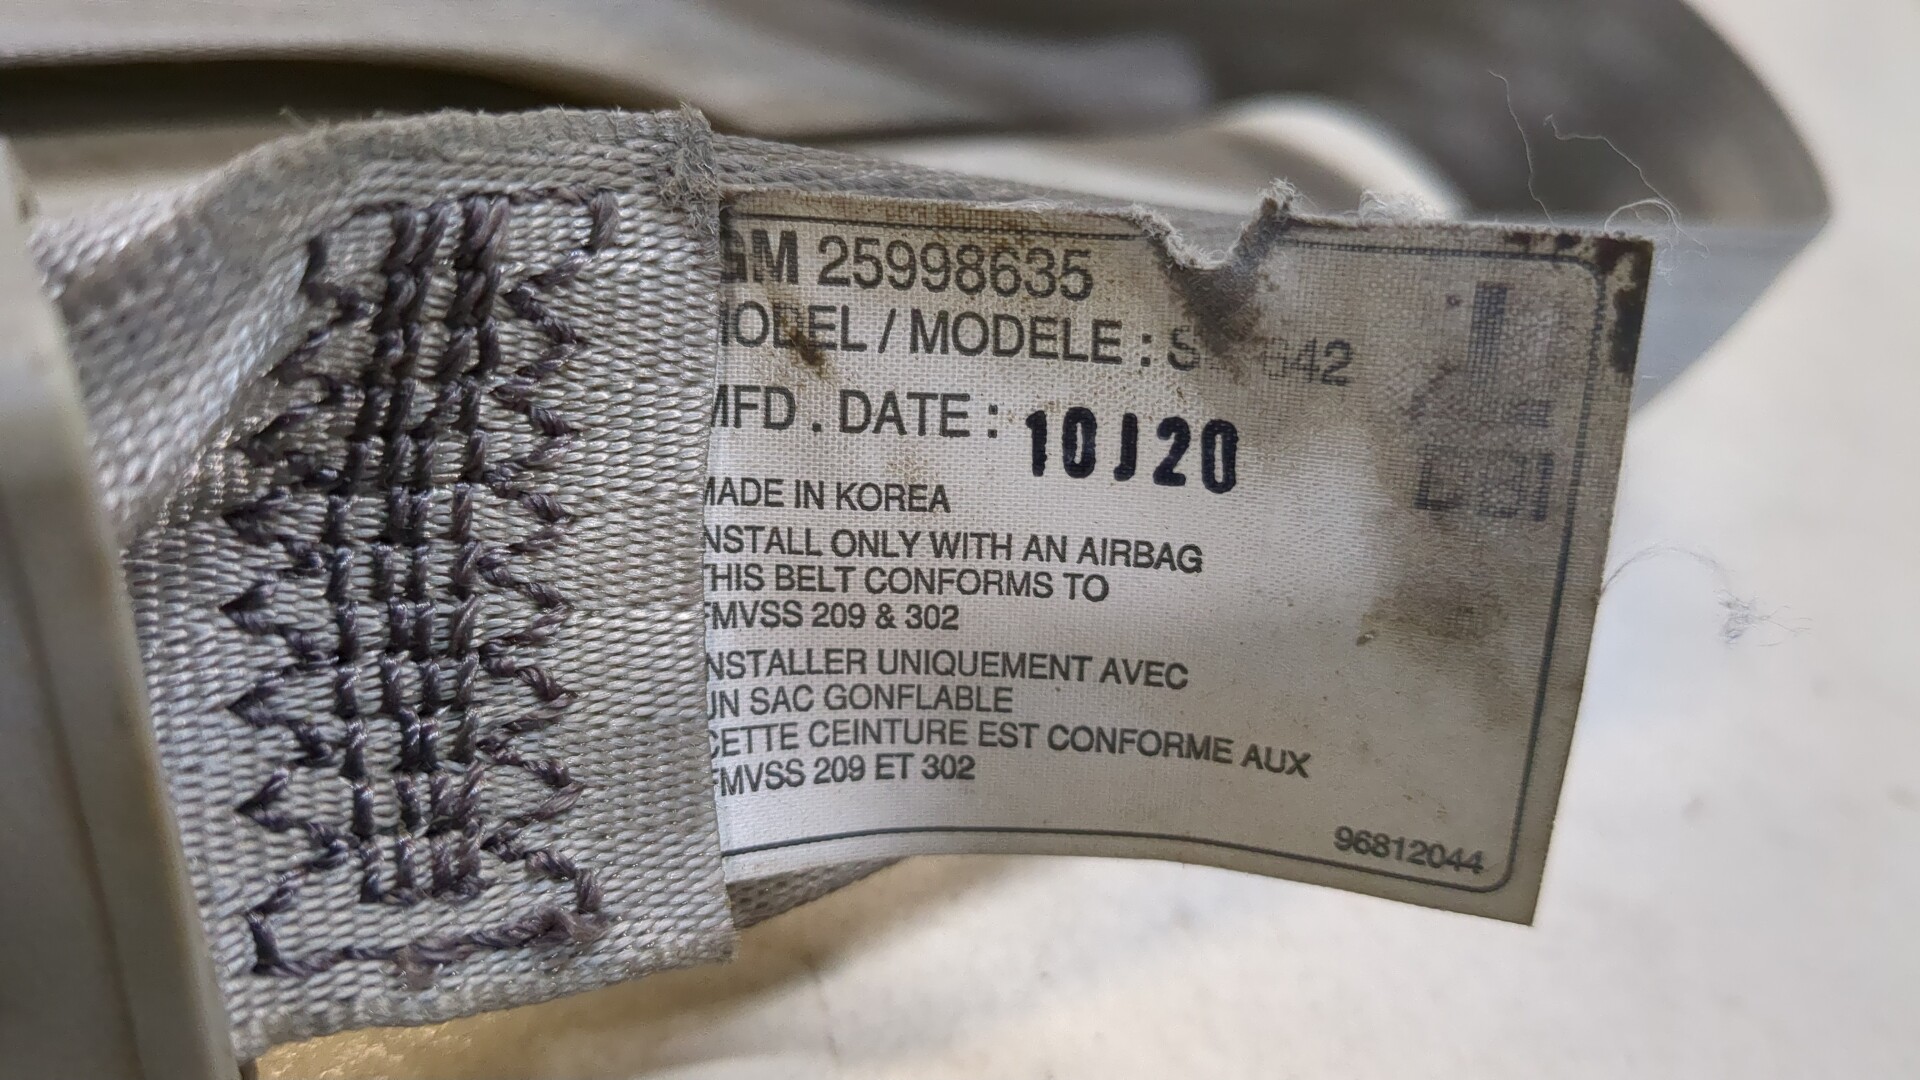 GM 25998635
MODEL / MODELE :
MFD . DATE : 10J20
MADE IN KOREA
INSTALL ONLY WITH AN AIRBAG
THIS BELT CONFORMS TO
FMVSS 209 & 302
INSTALLER UNIQUEMENT AVEC
UN SAC GONFLABLE
CETTE CEINTURE EST CONFORME AUX
FMVSS 209 ET 302
96812044